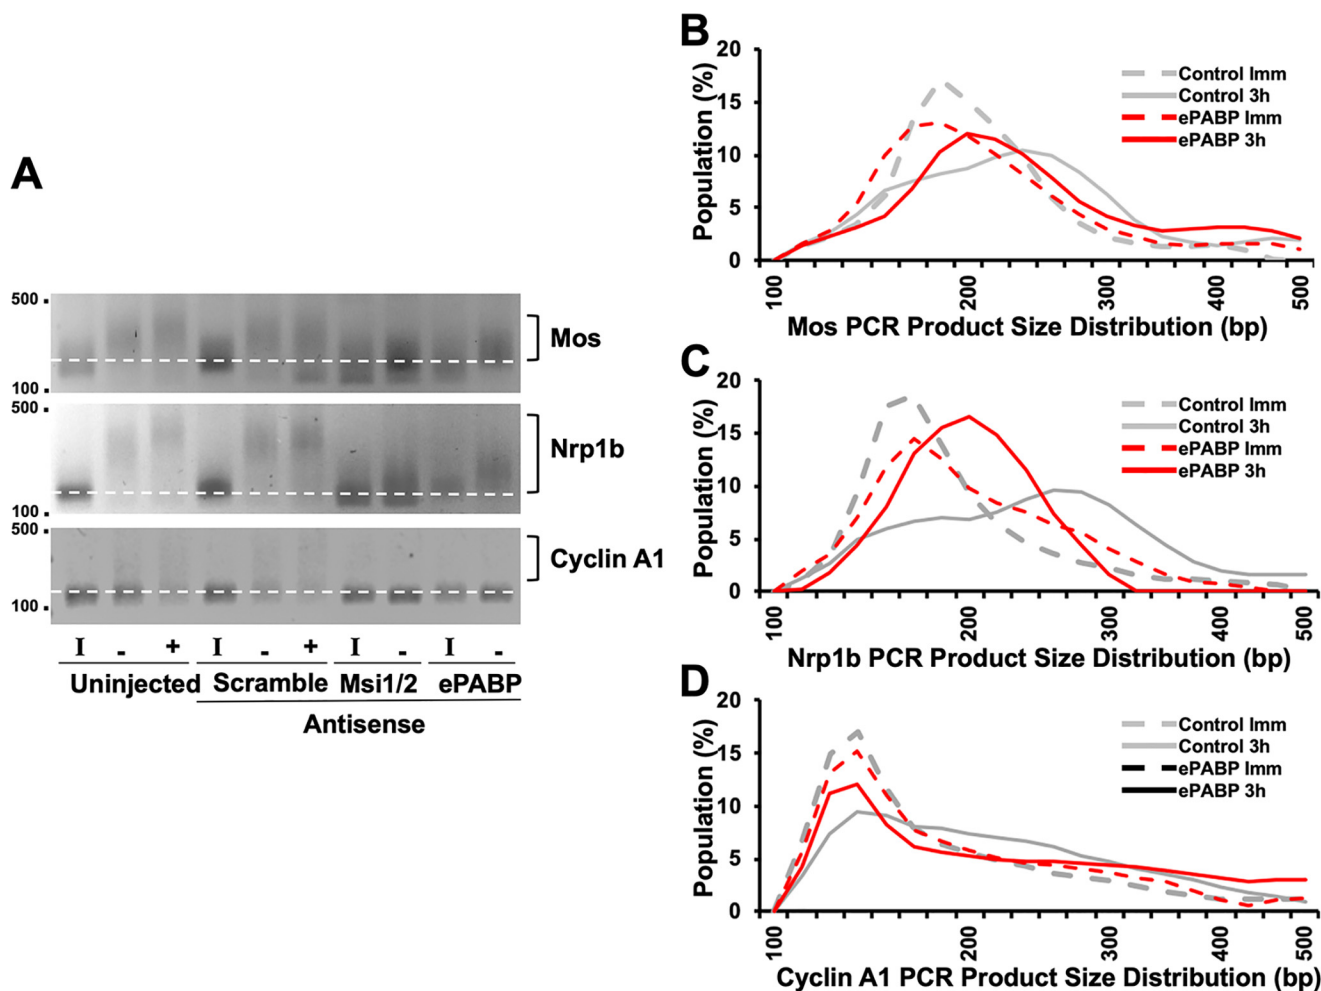 A
500
100
Mos
500
100
Nrp1b
500
100
Cyclin A1
I - + I - + I - I -
Uninjected Scramble Msi1/2 ePABP
Antisense
B
Population (%)
20
15
10
5
0
Control Imm
Control 3h
ePABP Imm
ePABP 3h
100 200 300 400 500
Mos PCR Product Size Distribution (bp)
C
Population (%)
20
15
10
5
0
Control Imm
Control 3h
ePABP Imm
ePABP 3h
100 200 300 400 500
Nrp1b PCR Product Size Distribution (bp)
D
Population (%)
20
15
10
5
0
Control Imm
Control 3h
ePABP Imm
ePABP 3h
100 200 300 400 500
Cyclin A1 PCR Product Size Distribution (bp)